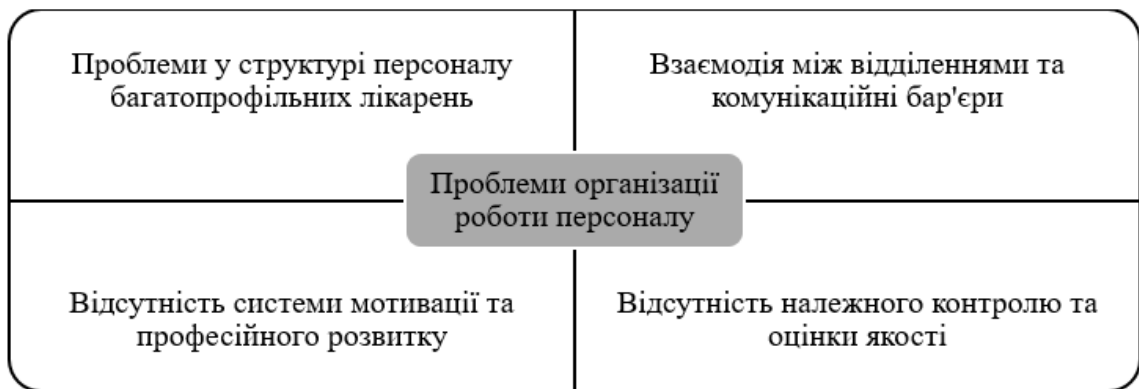 Проблеми у структурі персоналу
багатопрофільних лікарень
Взаємодія між відділеннями та
комунікаційні бар'єри
Проблеми організації
роботи персоналу
Відсутність системи мотивації та
професійного розвитку
Відсутність належного контролю та
оцінки якості